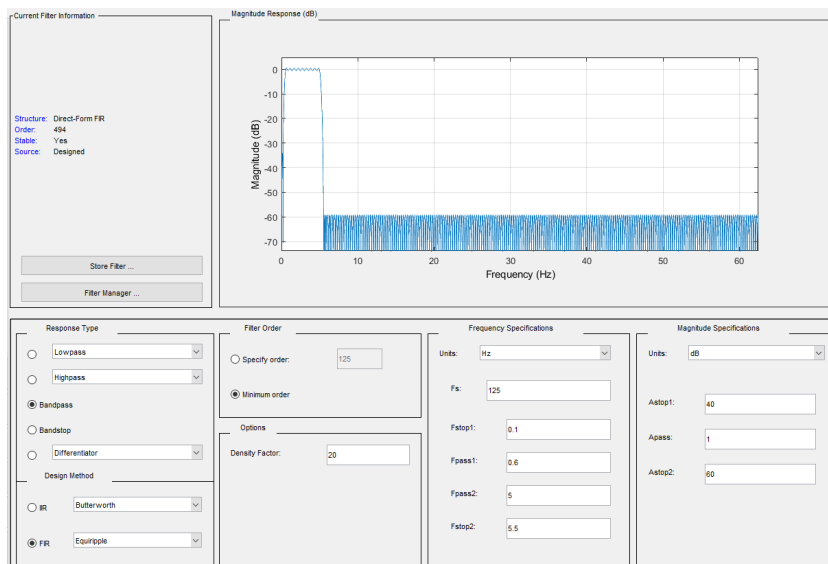 Current Filter Information
Structure: Direct-Form FIR
Order: 494
Stable: Yes
Source: Designed
Store Filter ...
Filter Manager ...
Magnitude Response (dB)
Magnitude (dB)
0
-10
-20
-30
-40
-50
-60
-70
0 10 20 30 40 50 60
Frequency (Hz)
Response Type
Lowpass
Highpass
Bandpass
Bandstop
Differentiator
Design Method
IIR Butterworth
FIR Equiripple
Filter Order
Specify order: 125
Minimum order
Options
Density Factor: 20
Frequency Specifications
Units: Hz
Fs: 125
Fstop1: 0.1
Fpass1: 0.6
Fpass2: 5
Fstop2: 5.5
Magnitude Specifications
Units: dB
Astop1: 40
Apass: 1
Astop2: 60